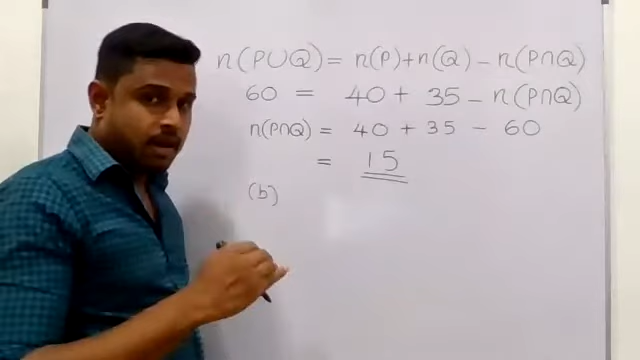 n(P∪Q) = n(P)+n(Q) - n(P∩Q)
60 = 40 + 35 - n(P∩Q)
n(P∩Q) = 40 + 35 - 60
= 15
(b)